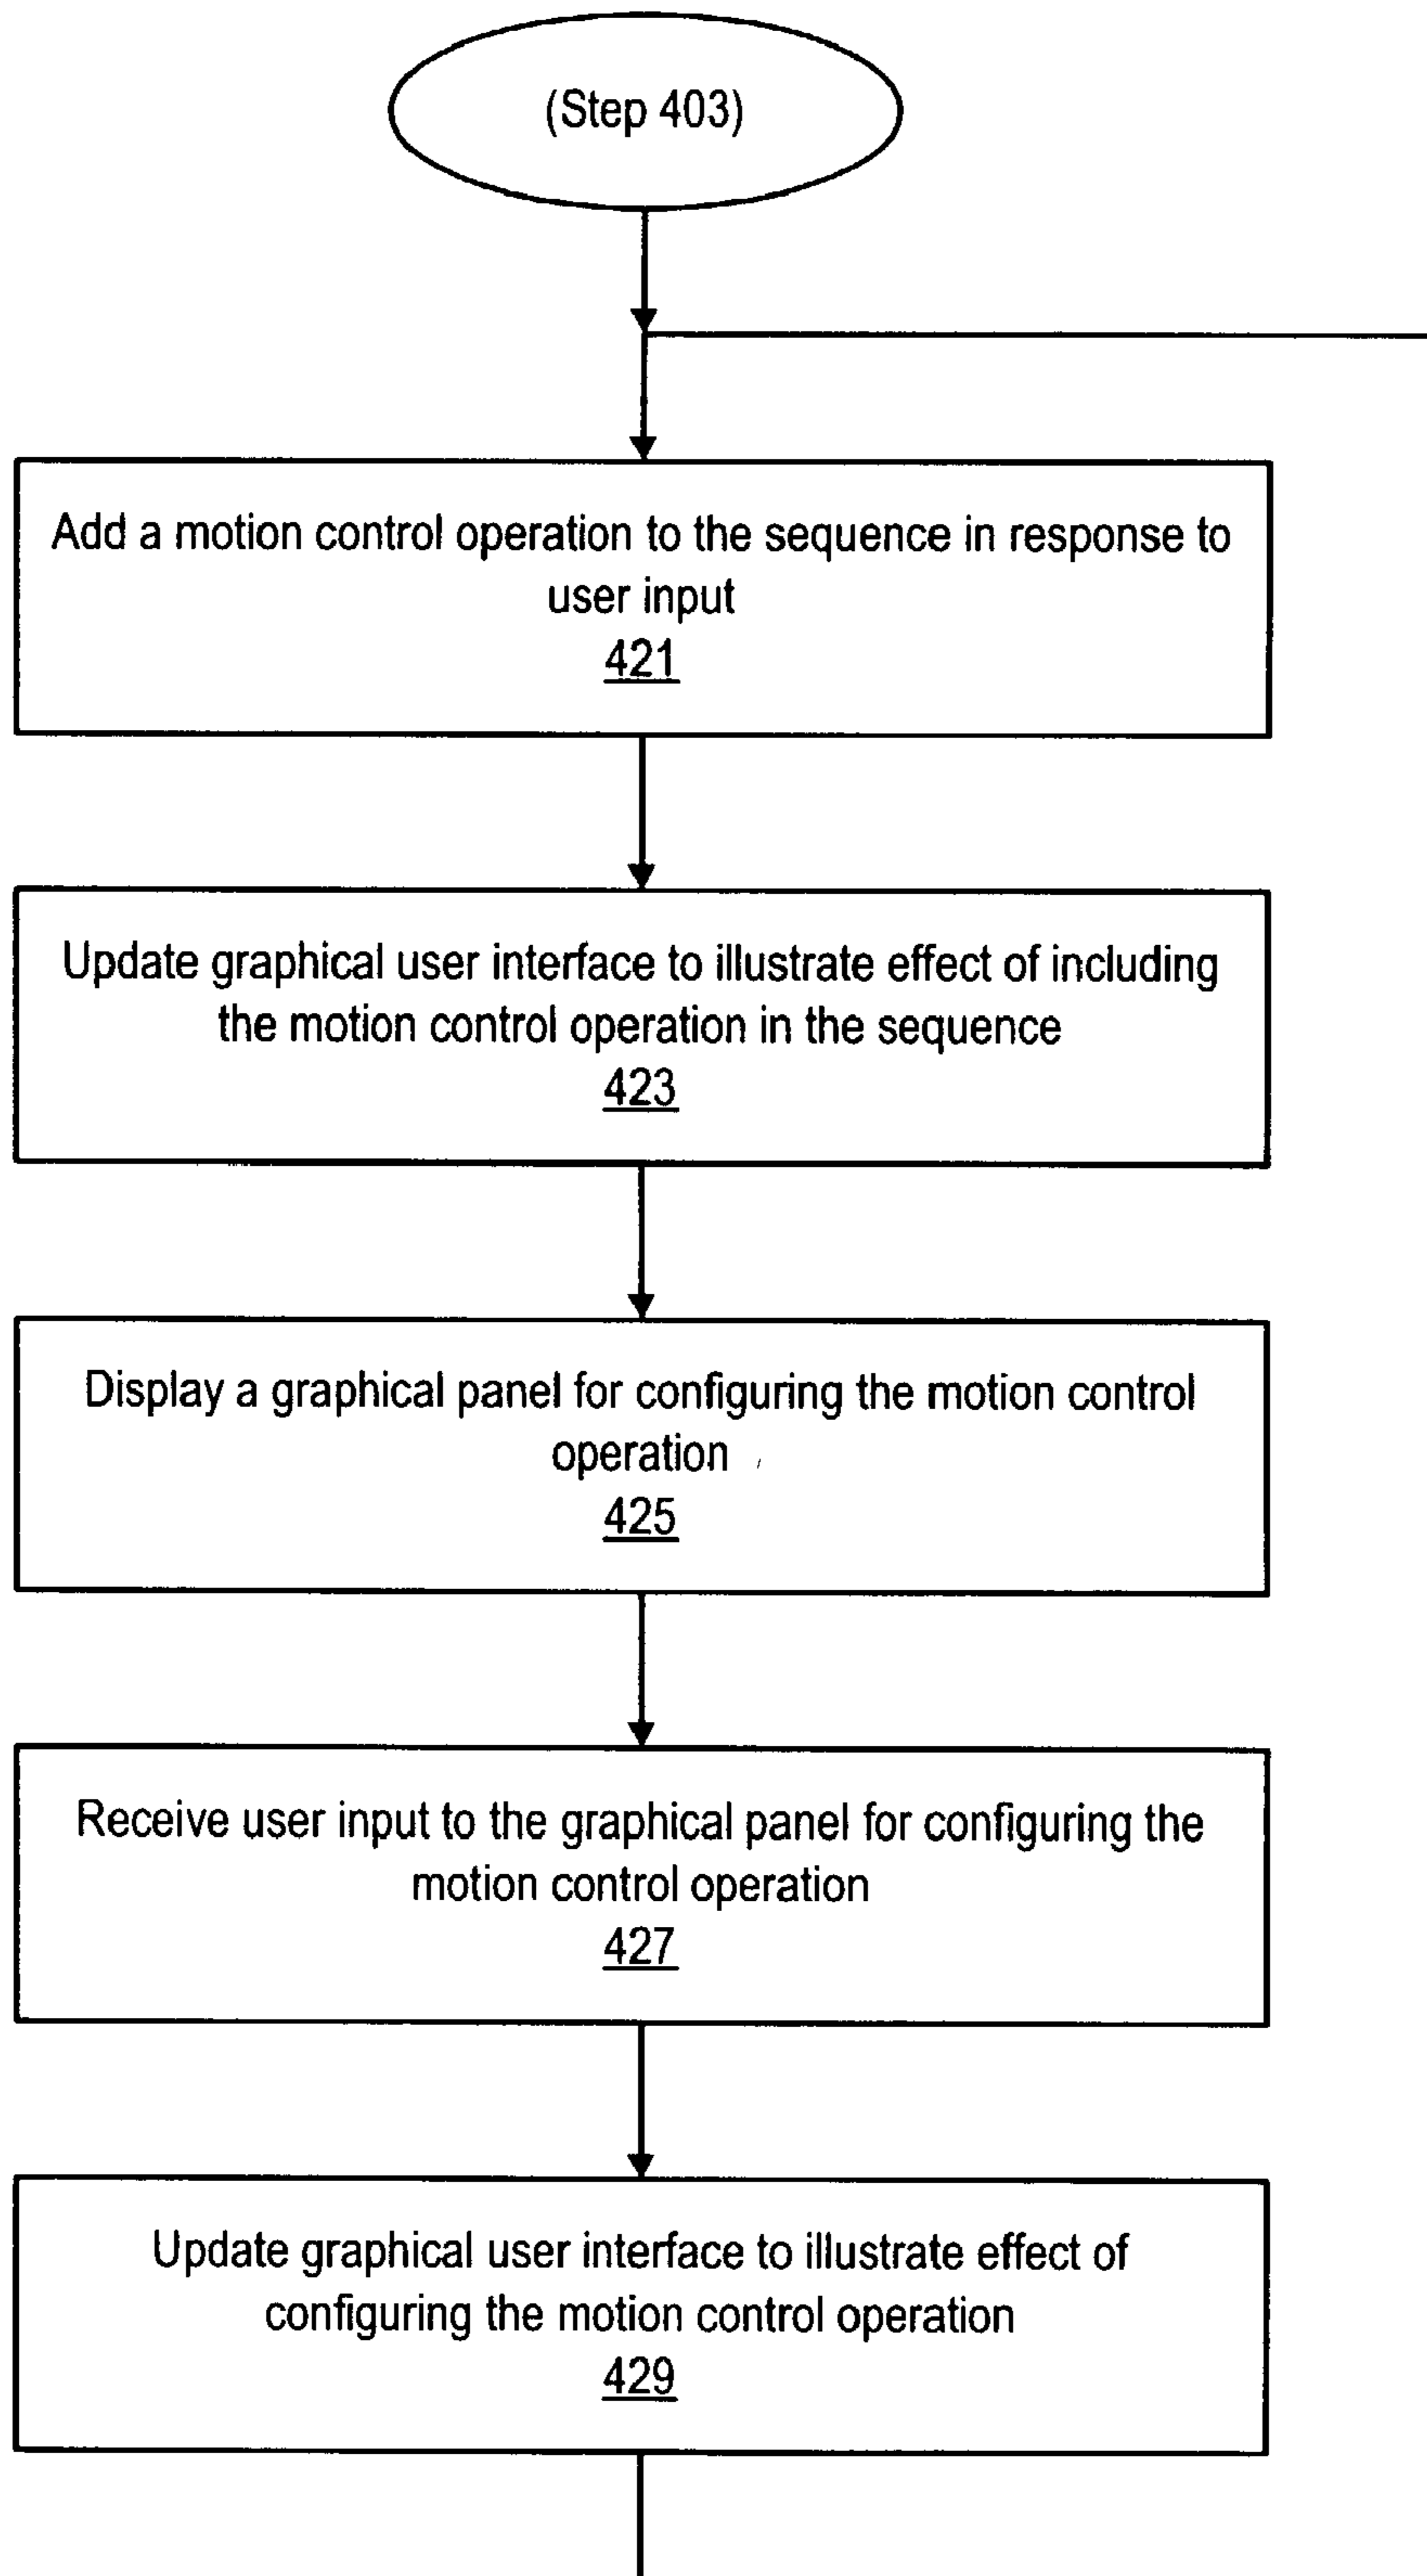 (Step 403)
Add a motion control operation to the sequence in response to
user input
421
Update graphical user interface to illustrate effect of including
the motion control operation in the sequence
423
Display a graphical panel for configuring the motion control
operation
425
Receive user input to the graphical panel for configuring the
motion control operation
427
Update graphical user interface to illustrate effect of
configuring the motion control operation
429